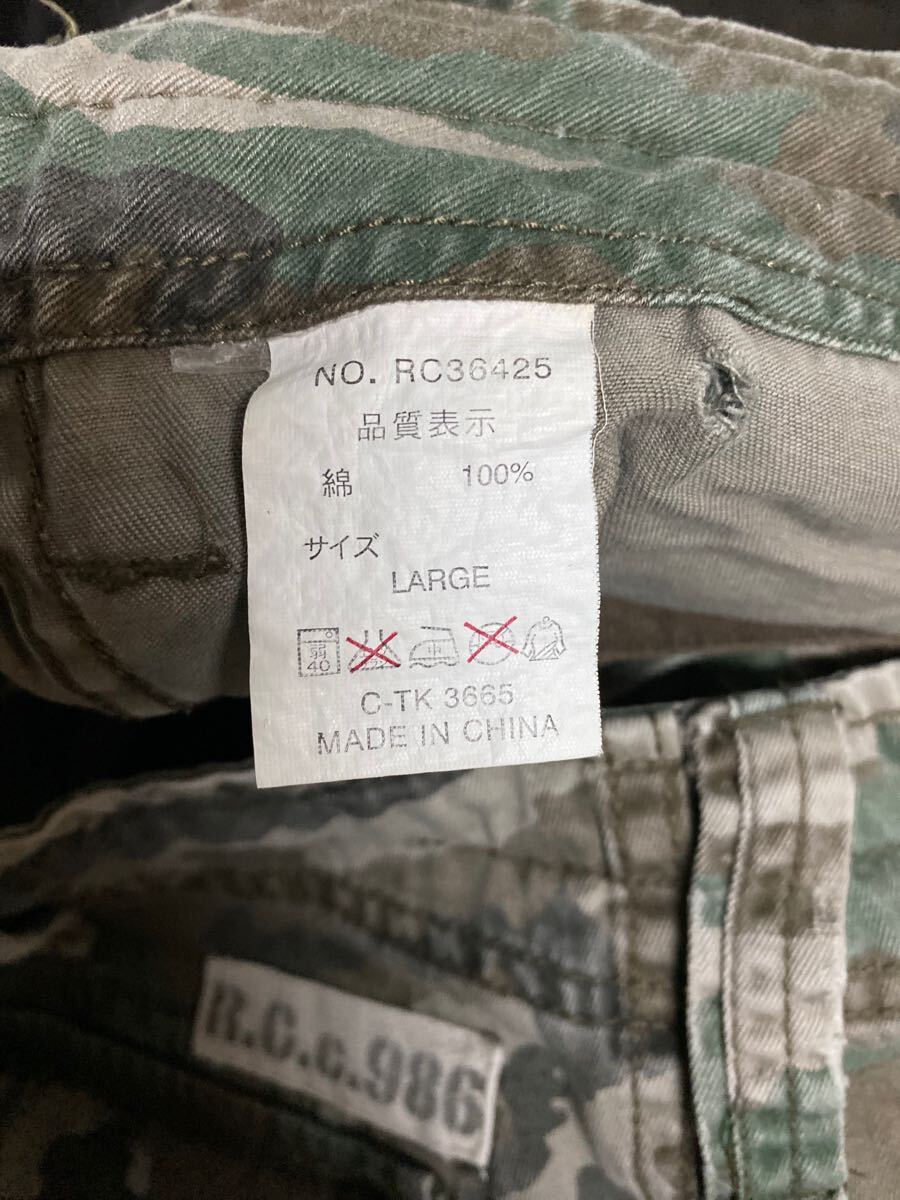 NO. RC36425
品質表示
綿 100%
サイズ
LARGE
弱
40
中
C-TK 3665
MADE IN CHINA
R.C.c.986